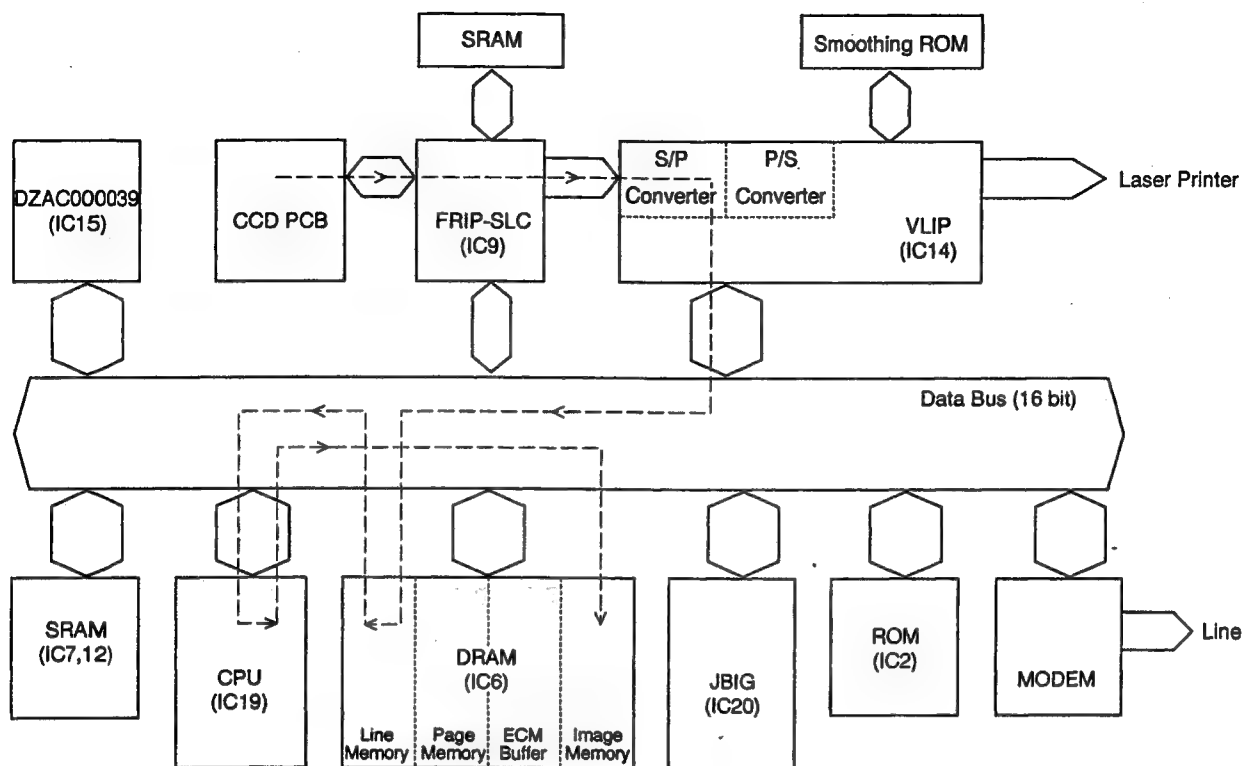 SRAM
Smoothing ROM
DZAC000039
(IC15)
CCD PCB
FRIP-SLC
(IC9)
S/P
Converter
P/S
Converter
VLIP
(IC14)
Laser Printer
Data Bus (16 bit)
SRAM
(IC7,12)
CPU
(IC19)
DRAM
(IC6)
Line
Memory
Page
Memory
ECM
Buffer
Image
Memory
JBIG
(IC20)
ROM
(IC2)
MODEM
Line